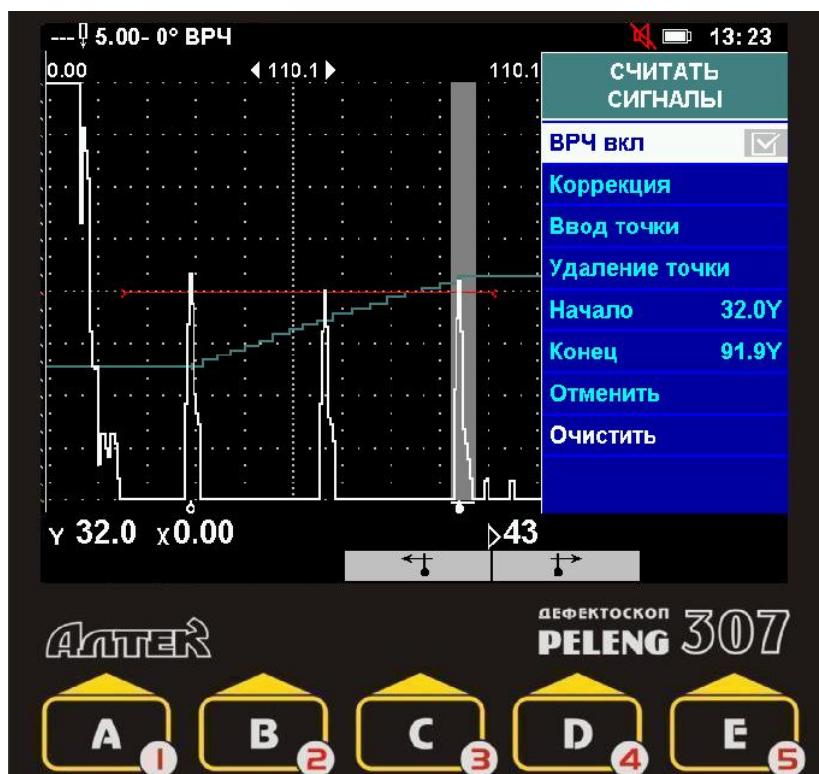 --- 5.00- 0° ВРЧ 13:23
0.00 110.1 110.1
СЧИТАТЬ
СИГНАЛЫ
ВРЧ вкл
Коррекция
Ввод точки
Удаление точки
Начало 32.0Y
Конец 91.9Y
Отменить
Очистить
Y 32.0 X0.00 43
АЛТЕК
ДЕФЕКТОСКОП
PELENG 307
A 1 B 2 C 3 D 4 E 5